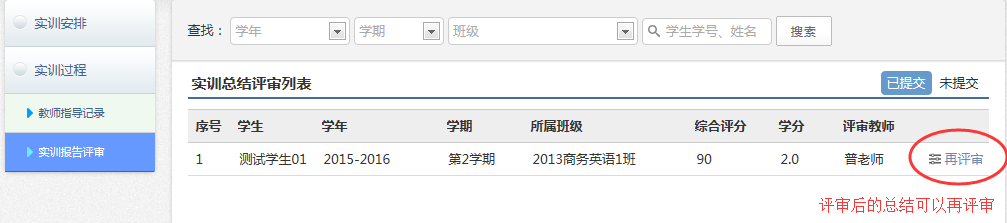 实训安排
实训过程
教师指导记录
实训报告评审
查找： 学年 学期 班级 学生学号、姓名 搜索
实训总结评审列表 已提交 未提交
序号 学生 学年 学期 所属班级 综合评分 学分 评审教师
1 测试学生01 2015-2016 第2学期 2013商务英语1班 90 2.0 普老师 再评审
评审后的总结可以再评审